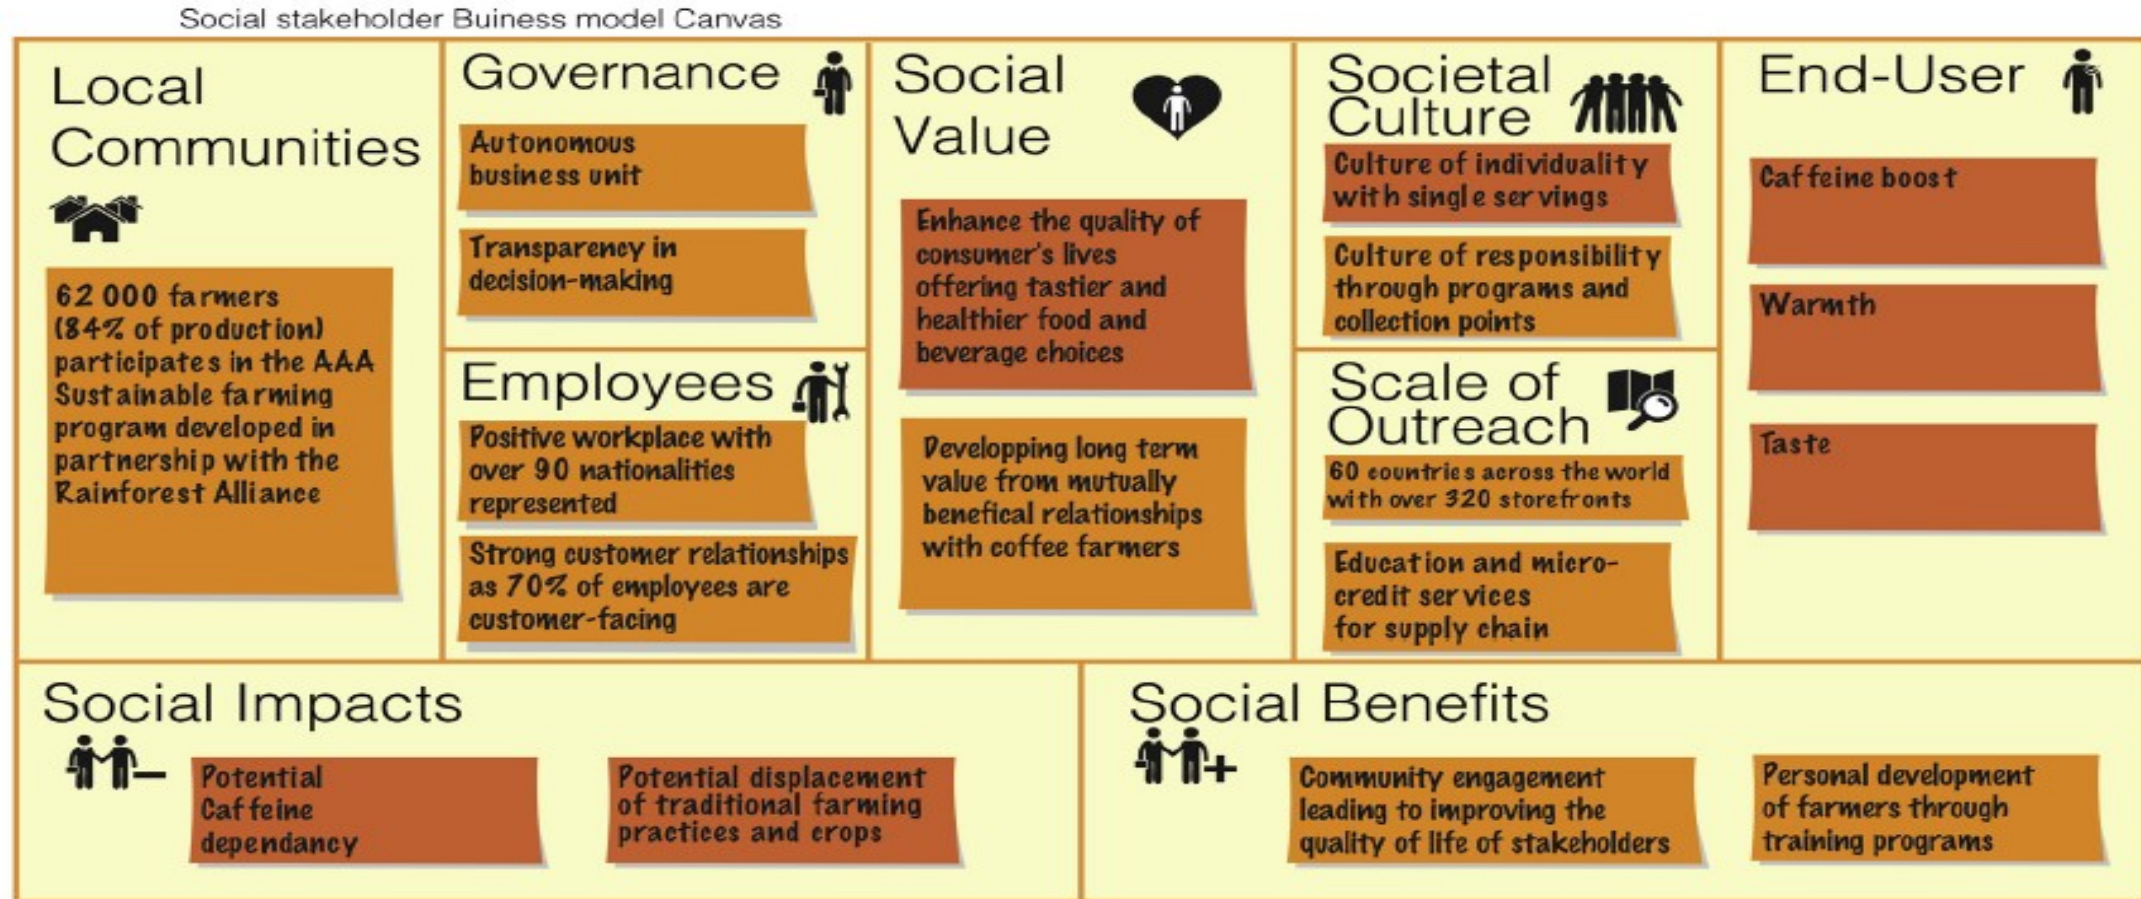 Social stakeholder Buiness model Canvas
Local
Communities
62 000 farmers
(84% of production)
participates in the AAA
Sustainable farming
program developed in
partnership with the
Rainforest Alliance
Governance
Autonomous
business unit
Transparency in
decision-making
Employees
Positive workplace with
over 90 nationalities
represented
Strong customer relationships
as 70% of employees are
customer-facing
Social
Value
Enhance the quality of
consumer's lives
offering tastier and
healthier food and
beverage choices
Developping long term
value from mutually
benefical relationships
with coffee farmers
Societal
Culture
Culture of individuality
with single servings
Culture of responsibility
through programs and
collection points
Scale of
Outreach
60 countries across the world
with over 320 storefronts
Education and micro-
credit services
for supply chain
End-User
Caffeine boost
Warmth
Taste
Social Impacts
Potential
Caffeine
dependancy
Potential displacement
of traditional farming
practices and crops
Social Benefits
Community engagement
leading to improving the
quality of life of stakeholders
Personal development
of farmers through
training programs